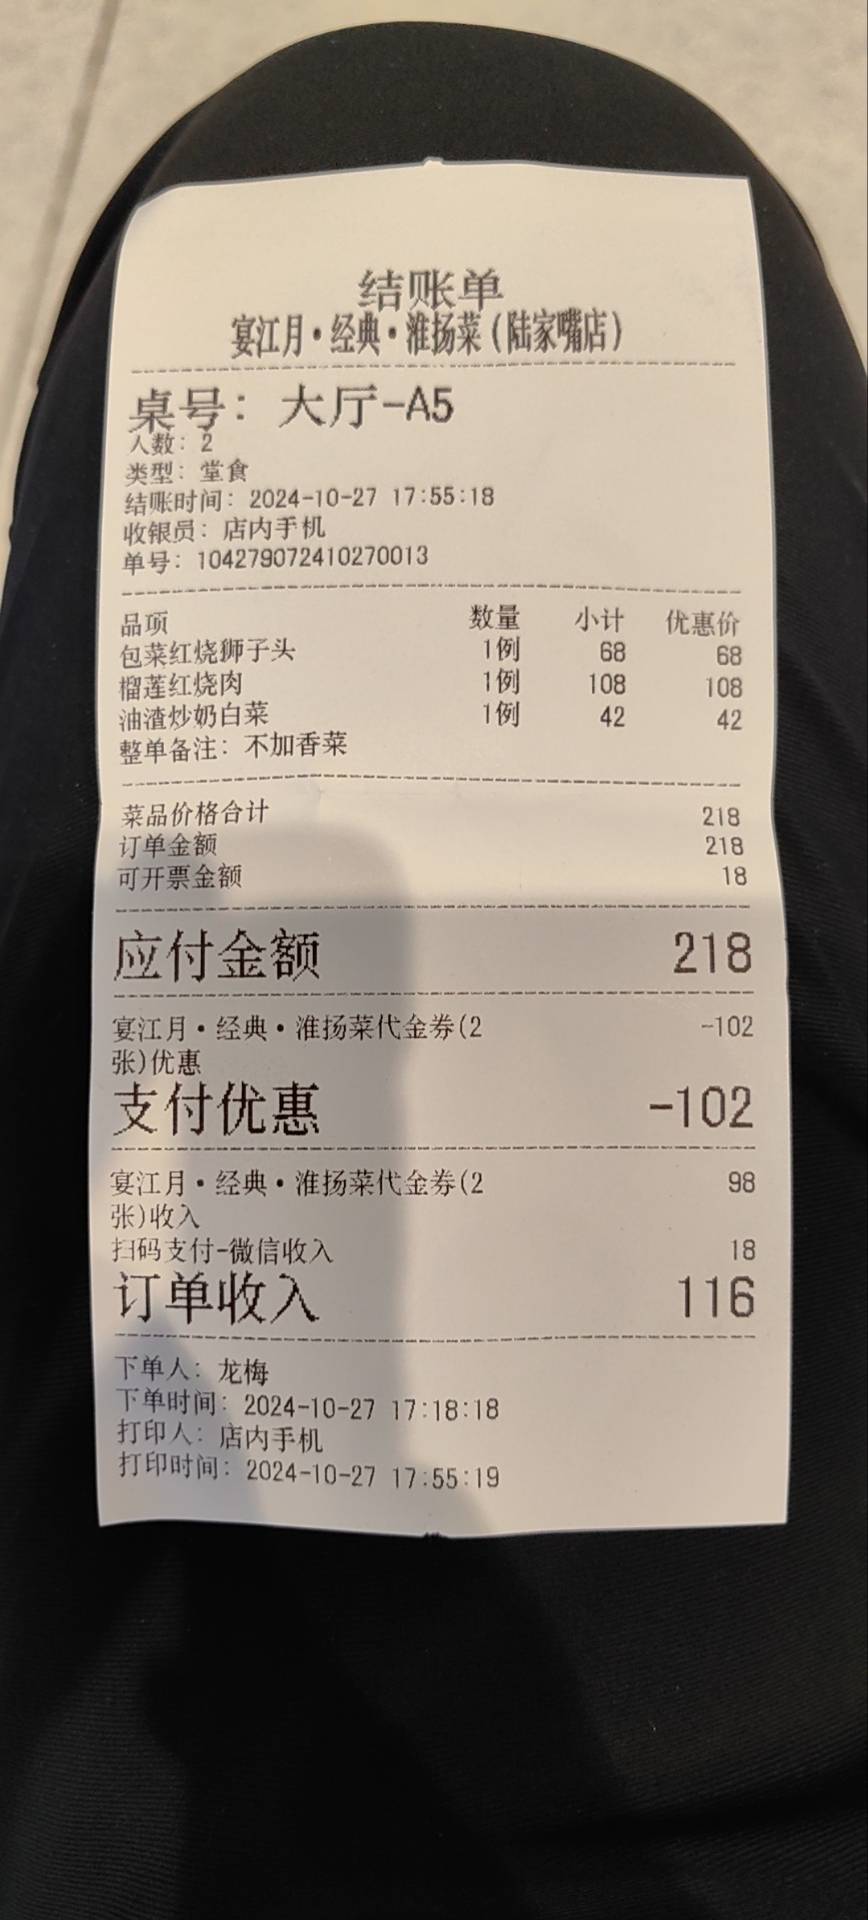 结账单
宴江月•经典•淮扬菜(陆家嘴店)
桌号: 大厅-A5
人数: 2
类型: 堂食
结账时间: 2024-10-27 17:55:18
收银员: 店内手机
单号: 104279072410270013
品项 数量 小计 优惠价
包菜红烧狮子头 1例 68 68
榴莲红烧肉 1例 108 108
油渣炒奶白菜 1例 42 42
整单备注: 不加香菜
菜品价格合计 218
订单金额 218
可开票金额 18
应付金额 218
宴江月•经典•淮扬菜代金券(2 -102
张)优惠
支付优惠 -102
宴江月•经典•淮扬菜代金券(2 98
张)收入
扫码支付-微信收入 18
订单收入 116
下单人: 龙梅
下单时间: 2024-10-27 17:18:18
打印人: 店内手机
打印时间: 2024-10-27 17:55:19